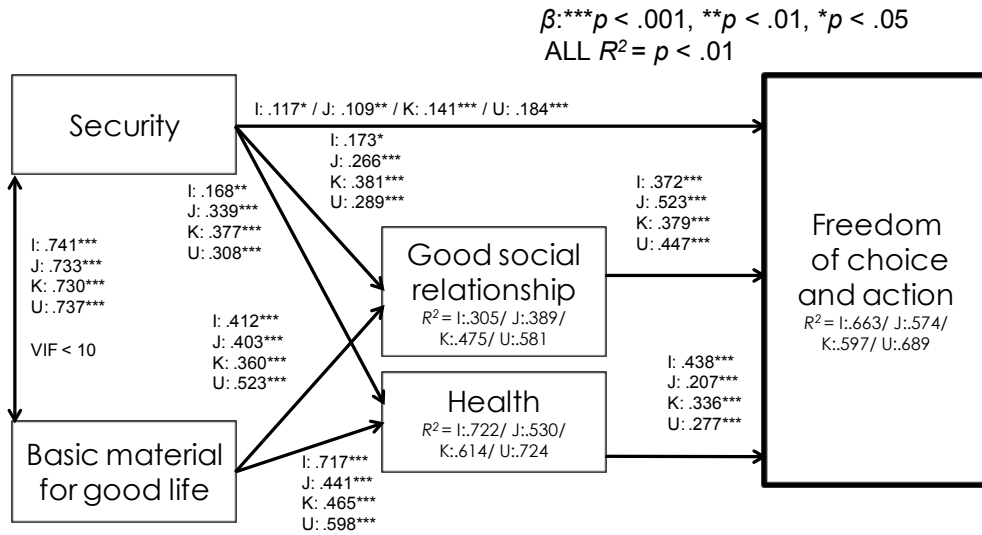 β:***p < .001, **p < .01, *p < .05
ALL R² = p < .01
Security
I: .117* / J: .109** / K: .141*** / U: .184***
I: .173*
J: .266***
K: .381***
U: .289***
I: .168**
J: .339***
K: .377***
U: .308***
I: .372***
J: .523***
K: .379***
U: .447***
I: .741***
J: .733***
K: .730***
U: .737***
VIF < 10
Good social
relationship
R² = I:.305/ J:.389/
K:.475/ U:.581
Freedom
of choice
and action
R² = I:.663/ J:.574/
K:.597/ U:.689
I: .412***
J: .403***
K: .360***
U: .523***
I: .438***
J: .207***
K: .336***
U: .277***
Health
R² = I:.722/ J:.530/
K:.614/ U:.724
Basic material
for good life
I: .717***
J: .441***
K: .465***
U: .598***